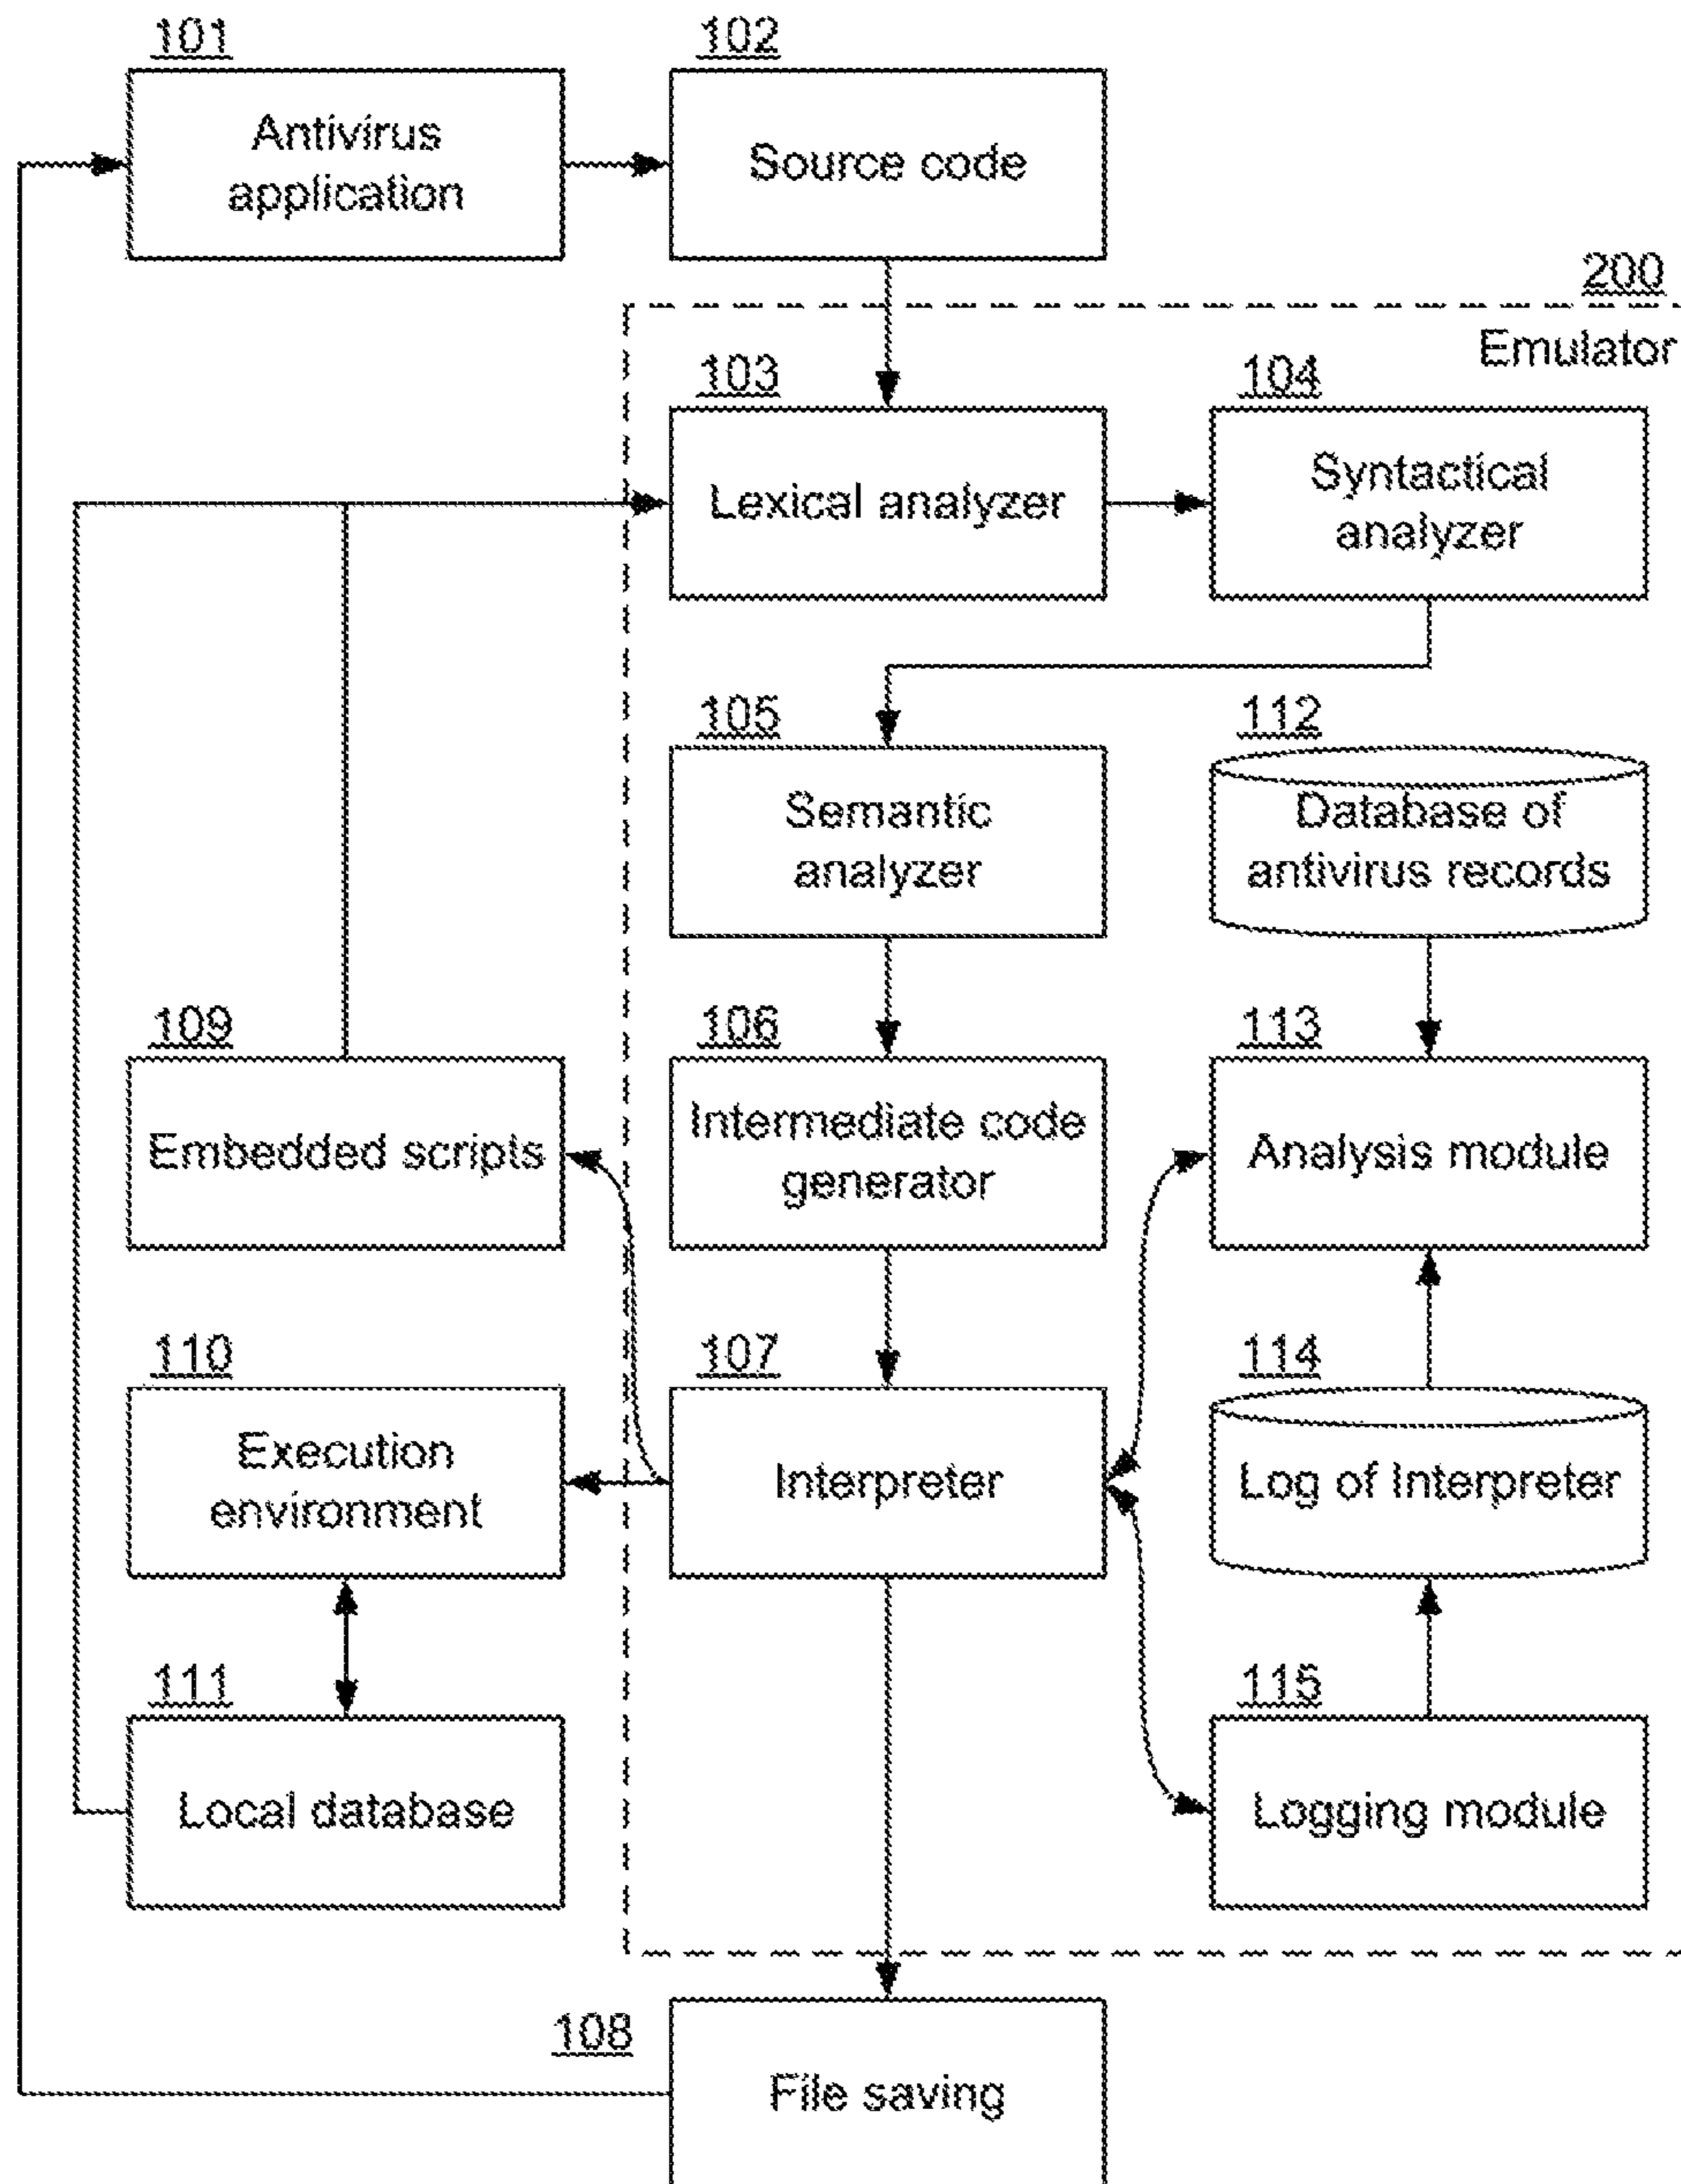 101
Antivirus
application
102
Source code
200
Emulator
103
Lexical analyzer
104
Syntactical
analyzer
105
Semantic
analyzer
112
Database of
antivirus records
109
Embedded scripts
106
Intermediate code
generator
113
Analysis module
110
Execution
environment
107
Interpreter
114
Log of Interpreter
111
Local database
115
Logging module
108
File saving